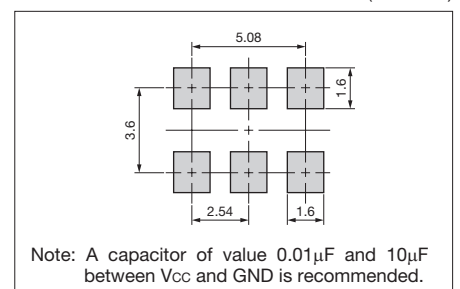 5.08
1.6
3.6
2.54
1.6
Note: A capacitor of value 0.01μF and 10μF
between Vcc and GND is recommended.